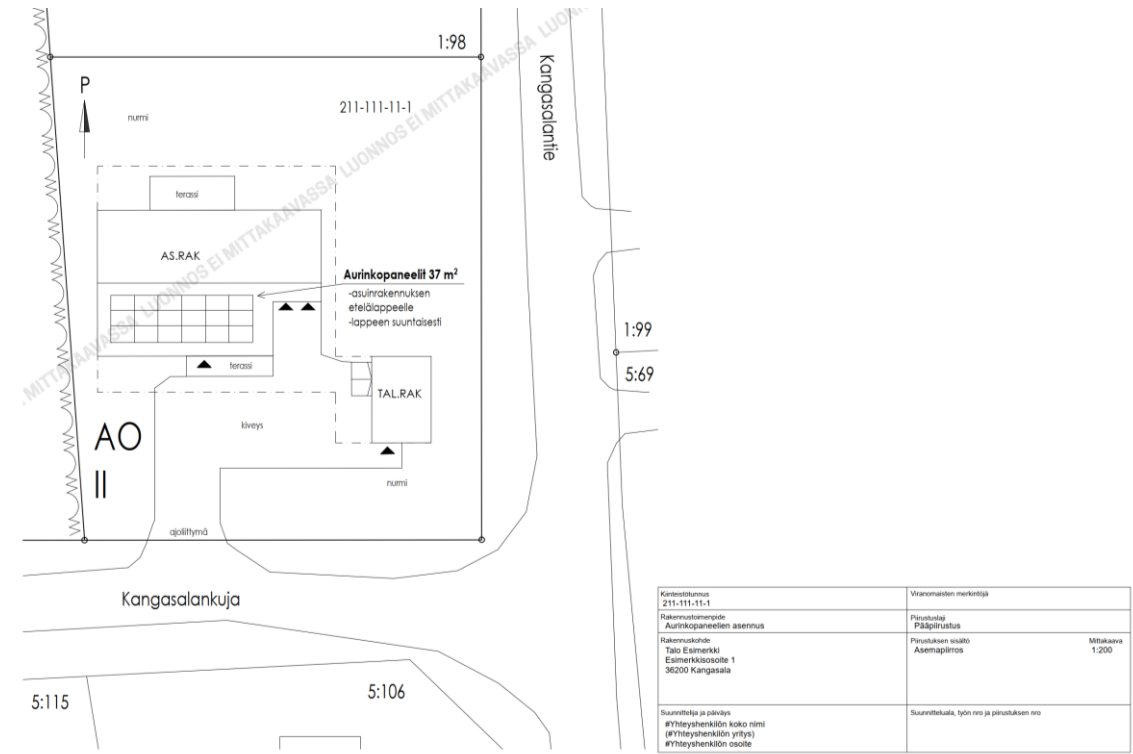 1:98
LUONNOS EI MITTAKAAVASSA LUONNOS EI MITTAKAAVASSA LUONNOS EI MITTAKAAVASSA
Kangasalantie
P
nurmi
211-111-11-1
terassi
AS.RAK
Aurinkopaneelit 37 m²
-asuinrakennuksen
etelälappeelle
-lappeen suuntaisesti
1:99
5:69
terassi
TAL.RAK
kiveys
AO
II
nurmi
ajoliittymä
Kangasalankuja
5:115
5:106
Kiinteistötunnus
211-111-11-1
Viranomaisten merkintöjä
Rakennustoimenpide
Aurinkopaneelien asennus
Piirustuslaji
Pääpiirustus
Rakennuskohde
Talo Esimerkki
Esimerkkisosoite 1
36200 Kangasala
Piirustuksen sisältö
Asemapiirros
Mittakaava
1:200
Suunnittelija ja päiväys
#Yhteyshenkilön koko nimi
(#Yhteyshenkilön yritys)
#Yhteyshenkilön osoite
Suunnitteluala, työn nro ja piirustuksen nro